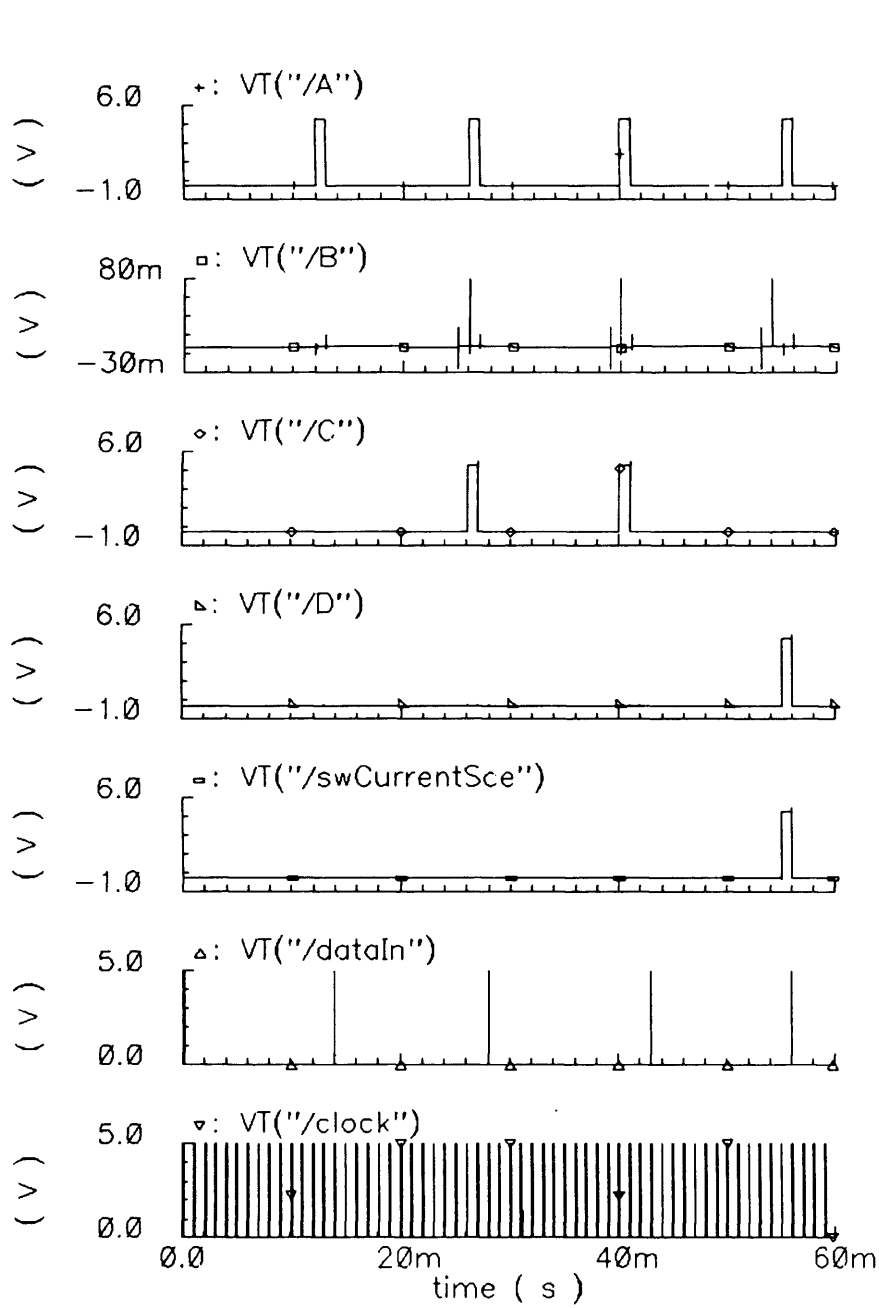 +: VT("/A")
6.0
-1.0
( V )
▫: VT("/B")
80m
-30m
( V )
◇: VT("/C")
6.0
-1.0
( V )
▷: VT("/D")
6.0
-1.0
( V )
▭: VT("/swCurrentSce")
6.0
-1.0
( V )
△: VT("/dataIn")
5.0
0.0
( V )
▽: VT("/clock")
5.0
0.0
( V )
0.0 20m 40m 60m
time ( s )